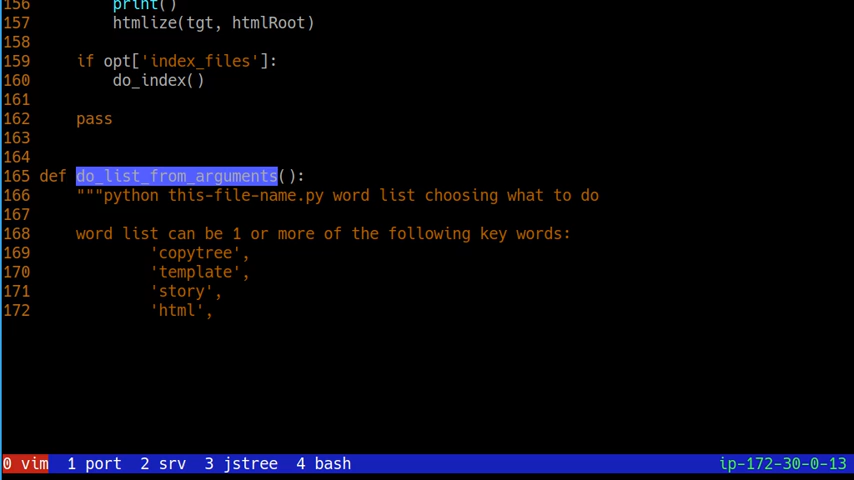 156         print()
157         htmlize(tgt, htmlRoot)
158
159     if opt['index_files']:
160         do_index()
161
162     pass
163
164
165 def do_list_from_arguments():
166     """python this-file-name.py word list choosing what to do
167
168     word list can be 1 or more of the following key words:
169             'copytree',
170             'template',
171             'story',
172             'html',
0 vim  1 port  2 srv  3 jstree  4 bash  ip-172-30-0-13